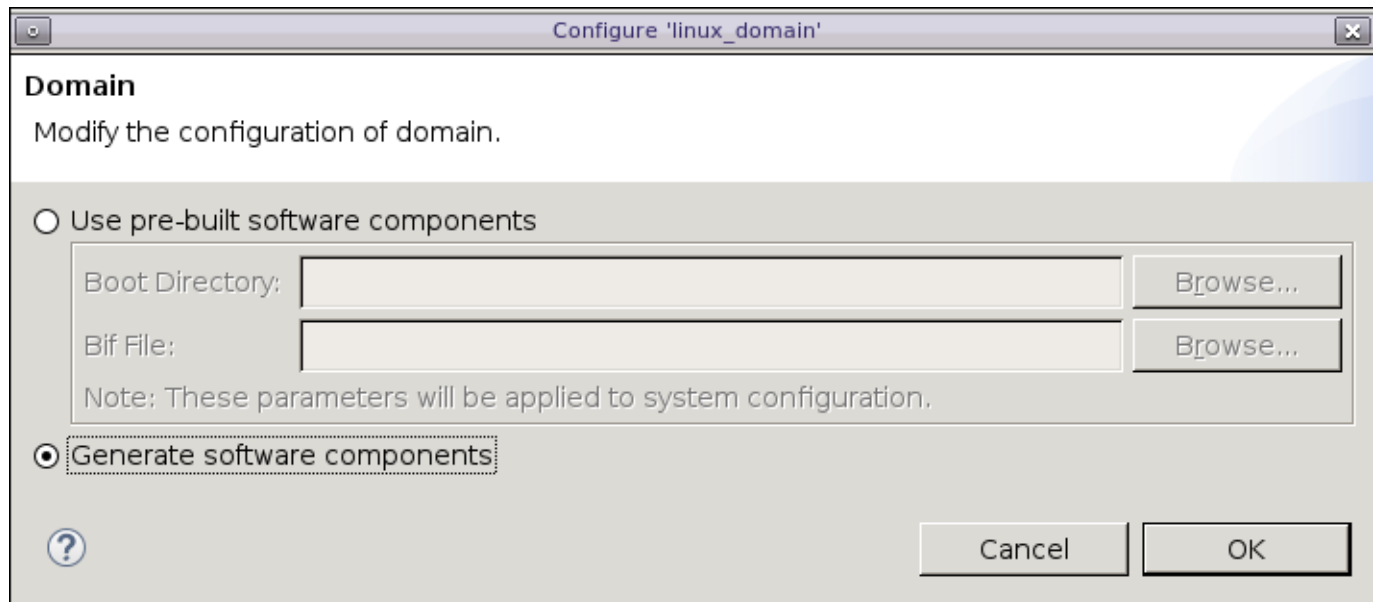 Configure 'linux_domain'
Domain
Modify the configuration of domain.
Use pre-built software components
Boot Directory: Browse...
Bif File: Browse...
Note: These parameters will be applied to system configuration.
Generate software components
? Cancel OK